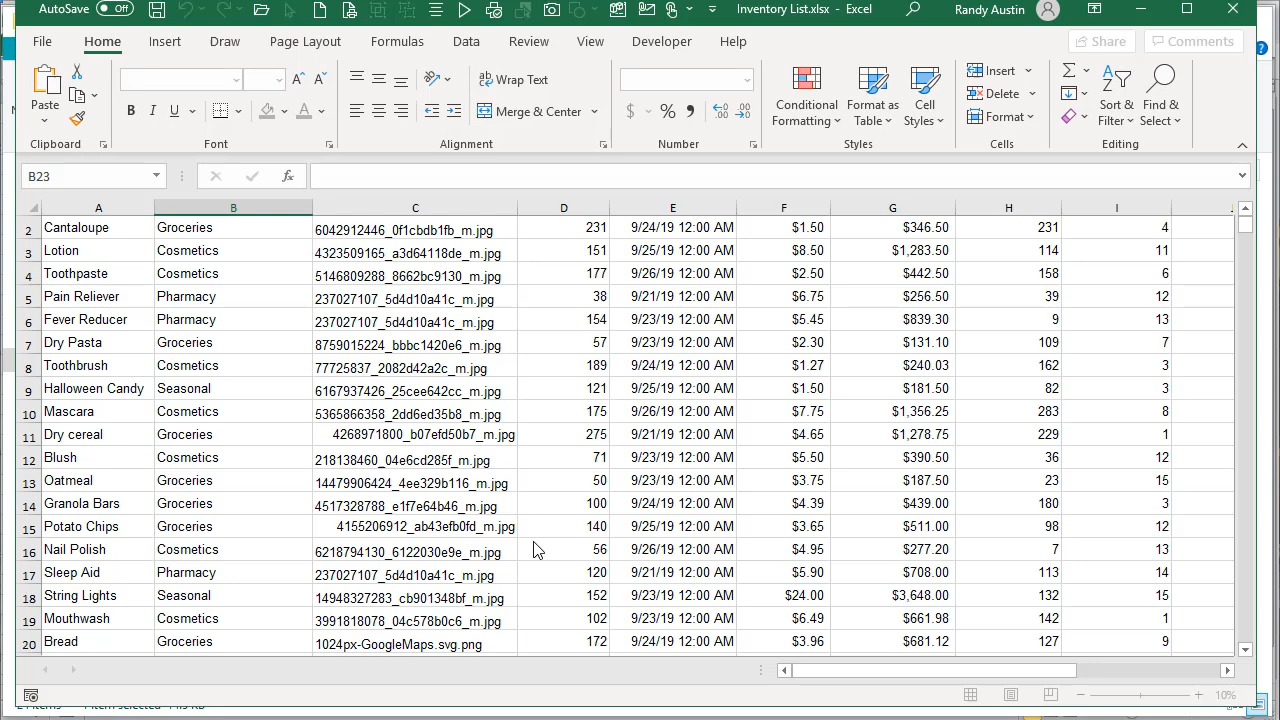 AutoSave Off Inventory List.xlsx - Excel Randy Austin
File Home Insert Draw Page Layout Formulas Data Review View Developer Help Share Comments
Paste
B I U
Wrap Text
Merge & Center
$ % ,
Conditional Formatting
Format as Table
Cell Styles
Insert
Delete
Format
Sort & Filter
Find & Select
Clipboard Font Alignment Number Styles Cells Editing
B23 fx
A B C D E F G H I
2 Cantaloupe Groceries 6042912446_0f1cbdb1fb_m.jpg 231 9/24/19 12:00 AM $1.50 $346.50 231 4
3 Lotion Cosmetics 4323509165_a3d64118de_m.jpg 151 9/25/19 12:00 AM $8.50 $1,283.50 114 11
4 Toothpaste Cosmetics 5146809288_8662bc9130_m.jpg 177 9/26/19 12:00 AM $2.50 $442.50 158 6
5 Pain Reliever Pharmacy 237027107_5d4d10a41c_m.jpg 38 9/21/19 12:00 AM $6.75 $256.50 39 12
6 Fever Reducer Pharmacy 237027107_5d4d10a41c_m.jpg 154 9/23/19 12:00 AM $5.45 $839.30 9 13
7 Dry Pasta Groceries 8759015224_bbbc1420e6_m.jpg 57 9/23/19 12:00 AM $2.30 $131.10 109 7
8 Toothbrush Cosmetics 77725837_2082d42a2c_m.jpg 189 9/24/19 12:00 AM $1.27 $240.03 162 3
9 Halloween Candy Seasonal 6167937426_25cee642cc_m.jpg 121 9/25/19 12:00 AM $1.50 $181.50 82 3
10 Mascara Cosmetics 5365866358_2dd6ed35b8_m.jpg 175 9/26/19 12:00 AM $7.75 $1,356.25 283 8
11 Dry cereal Groceries 4268971800_b07efd50b7_m.jpg 275 9/21/19 12:00 AM $4.65 $1,278.75 229 1
12 Blush Cosmetics 218138460_04e6cd285f_m.jpg 71 9/23/19 12:00 AM $5.50 $390.50 36 12
13 Oatmeal Groceries 14479906424_4ee329b116_m.jpg 50 9/23/19 12:00 AM $3.75 $187.50 23 15
14 Granola Bars Groceries 4517328788_e1f7e64b46_m.jpg 100 9/24/19 12:00 AM $4.39 $439.00 180 3
15 Potato Chips Groceries 4155206912_ab43efb0fd_m.jpg 140 9/25/19 12:00 AM $3.65 $511.00 98 12
16 Nail Polish Cosmetics 6218794130_6122030e9e_m.jpg 56 9/26/19 12:00 AM $4.95 $277.20 7 13
17 Sleep Aid Pharmacy 237027107_5d4d10a41c_m.jpg 120 9/21/19 12:00 AM $5.90 $708.00 113 14
18 String Lights Seasonal 14948327283_cb901348bf_m.jpg 152 9/23/19 12:00 AM $24.00 $3,648.00 132 15
19 Mouthwash Cosmetics 3991818078_04c578b0c6_m.jpg 102 9/23/19 12:00 AM $6.49 $661.98 142 1
20 Bread Groceries 1024px-GoogleMaps.svg.png 172 9/24/19 12:00 AM $3.96 $681.12 127 9
10%